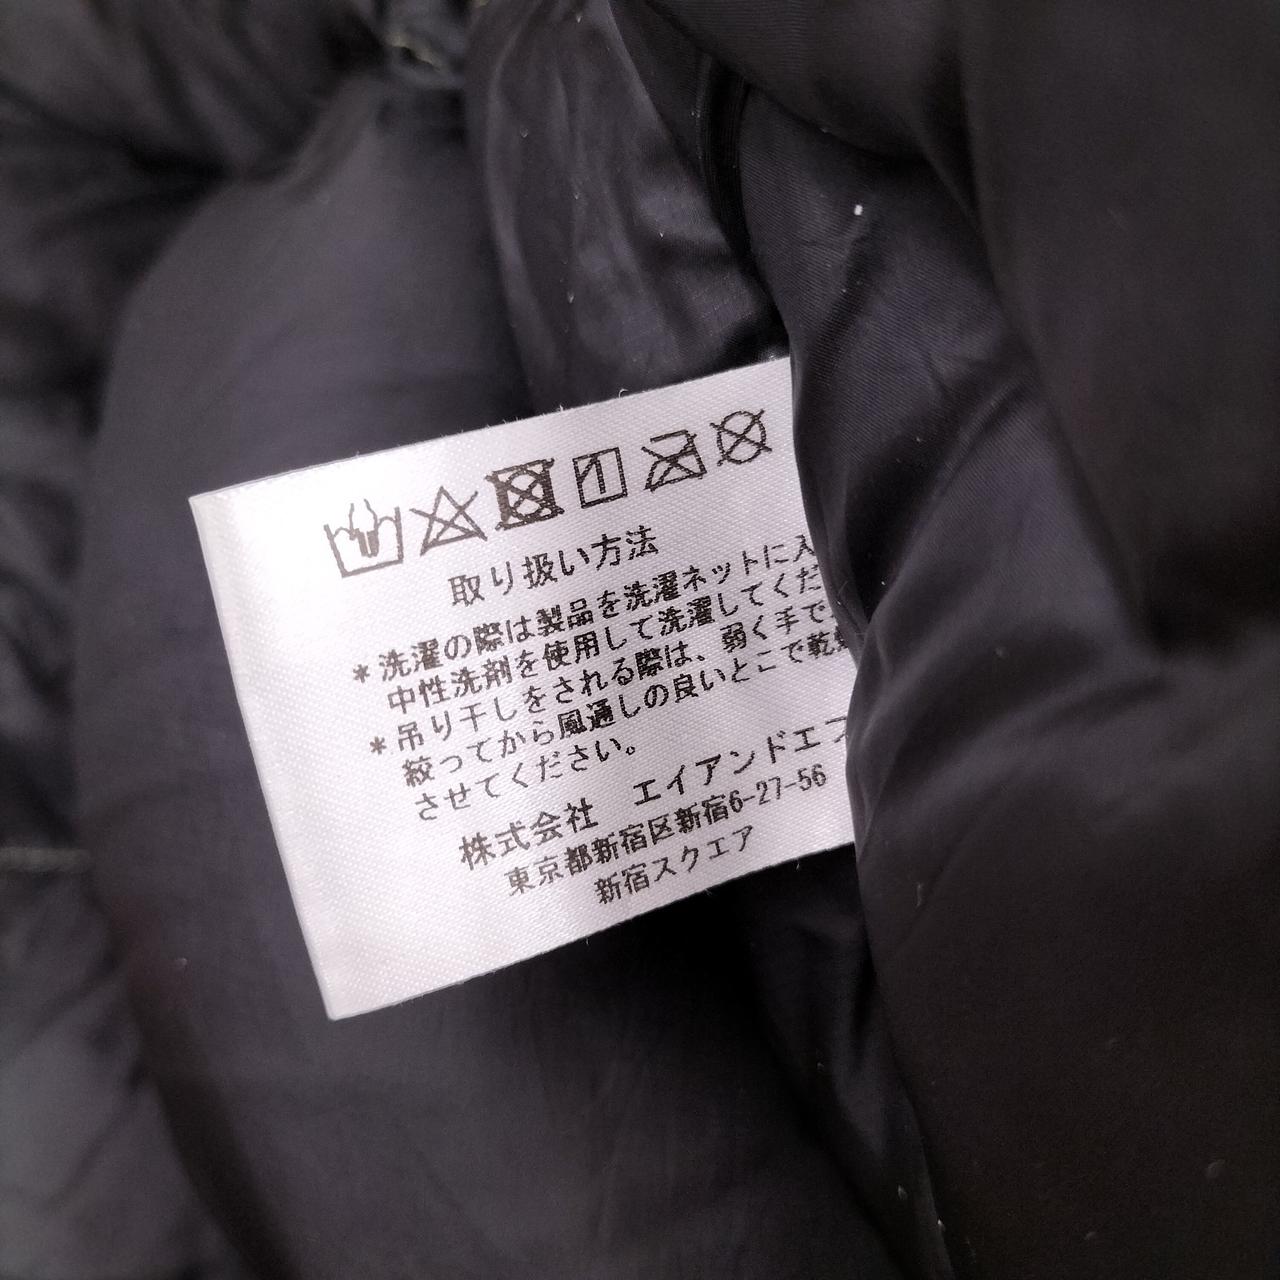 取り扱い方法
*洗濯の際は製品を洗濯ネットに入
中性洗剤を使用して洗濯してくだ
*吊り干しをされる際は、弱く手で
絞ってから風通しの良いとこで乾燥
させてください。
株式会社 エイアンドエフ
東京都新宿区新宿6-27-56
新宿スクエア